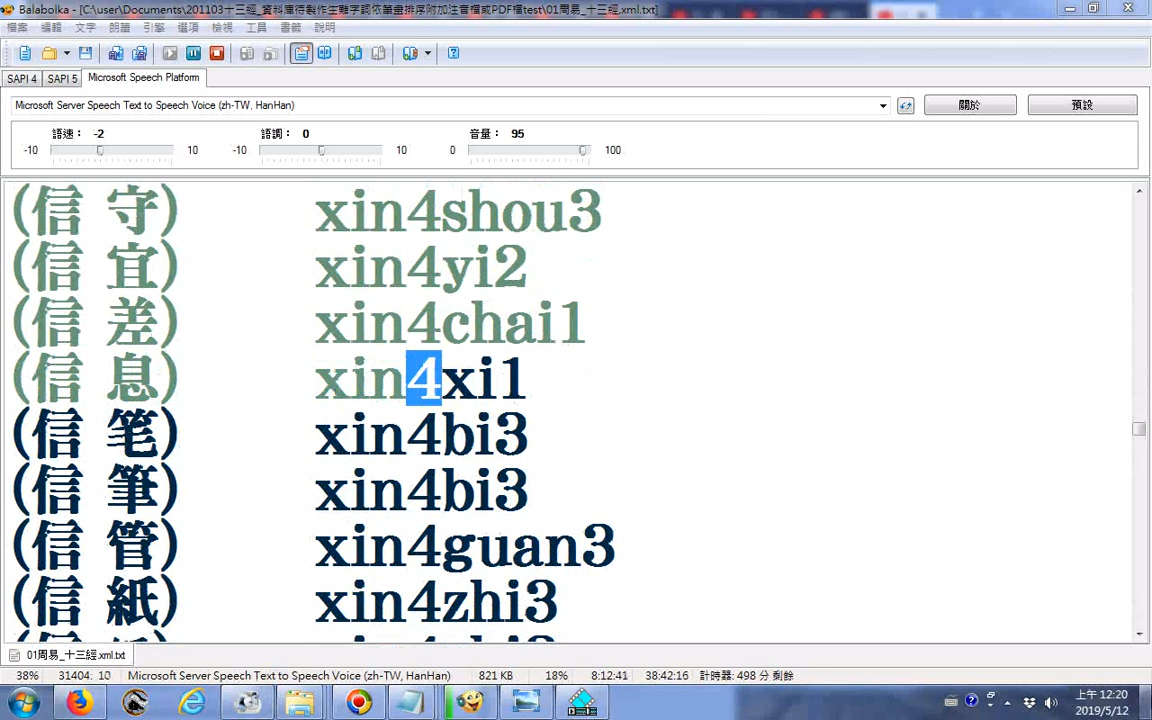 Balabolka - [C:\user\Documents\201103十三經_資料庫待製作生難字詞依筆畫排序附加注音檔或PDF檔test\01周易_十三經.xml.txt]
檔案 編輯 文字 朗讀 引擎 選項 檢視 工具 書籤 說明
SAPI 4 SAPI 5 Microsoft Speech Platform
Microsoft Server Speech Text to Speech Voice (zh-TW, HanHan) 關於 預設
語速： -2 語調： 0 音量： 95
-10 10 -10 10 0 100
(信 守) xin4shou3
(信 宜) xin4yi2
(信 差) xin4chai1
(信 息) xin4xi1
(信 笔) xin4bi3
(信 筆) xin4bi3
(信 管) xin4guan3
(信 紙) xin4zhi3
01周易_十三經.xml.txt
38% 31404: 10 Microsoft Server Speech Text to Speech Voice (zh-TW, HanHan) 821 KB 18% 8:12:41 38:42:16 計時器: 498 分 剩餘
上午 12:20
2019/5/12